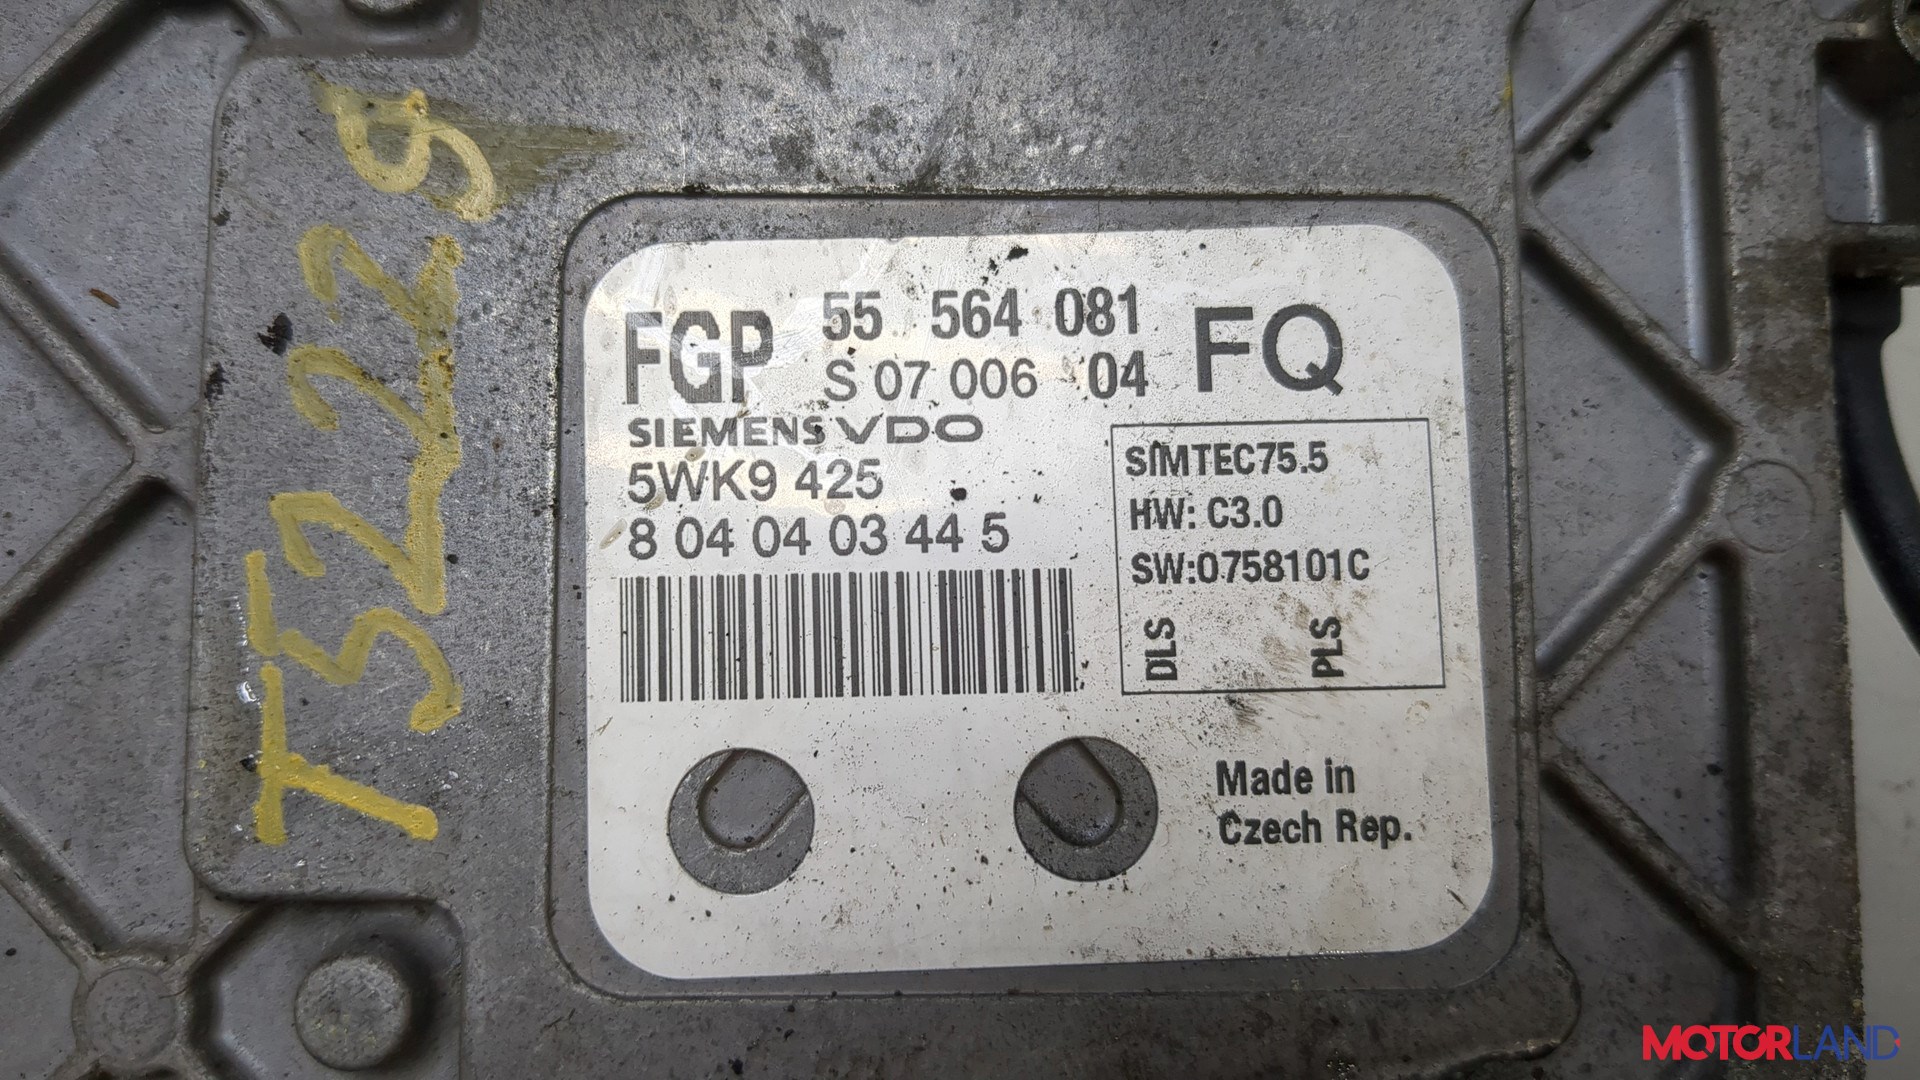 T52229
FGP 55 564 081 FQ
S 07 006 04
SIEMENS VDO
5WK9 425
8 04 04 03 44 5
SIMTEC75.5
HW: C3.0
SW:0758101C
DLS PLS
Made in
Czech Rep.
MOTORLAND